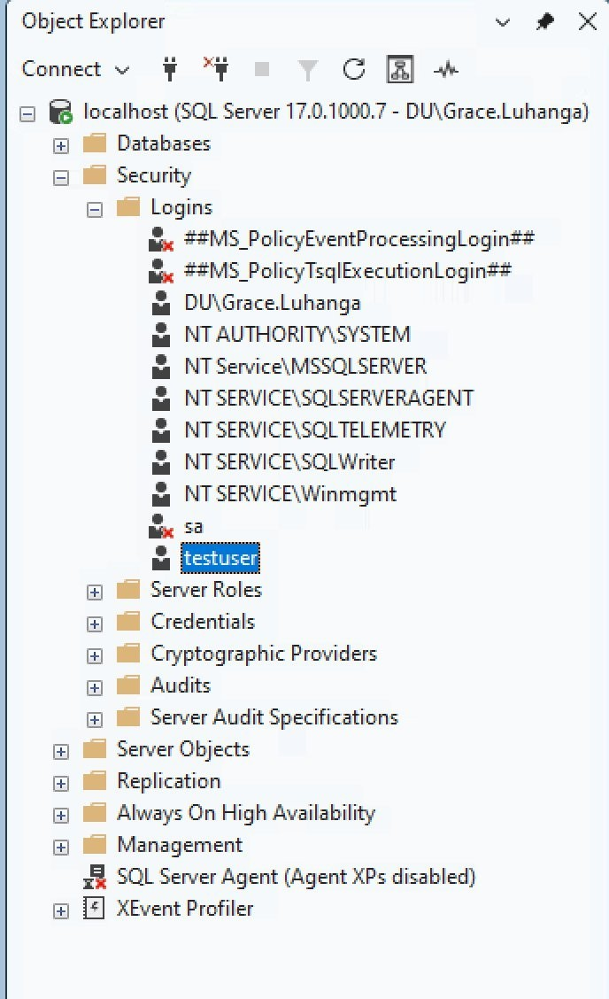 Object Explorer
Connect
localhost (SQL Server 17.0.1000.7 - DU\Grace.Luhanga)
Databases
Security
Logins
##MS_PolicyEventProcessingLogin##
##MS_PolicyTsqlExecutionLogin##
DU\Grace.Luhanga
NT AUTHORITY\SYSTEM
NT Service\MSSQLSERVER
NT SERVICE\SQLSERVERAGENT
NT SERVICE\SQLTELEMETRY
NT SERVICE\SQLWriter
NT SERVICE\Winmgmt
sa
testuser
Server Roles
Credentials
Cryptographic Providers
Audits
Server Audit Specifications
Server Objects
Replication
Always On High Availability
Management
SQL Server Agent (Agent XPs disabled)
XEvent Profiler